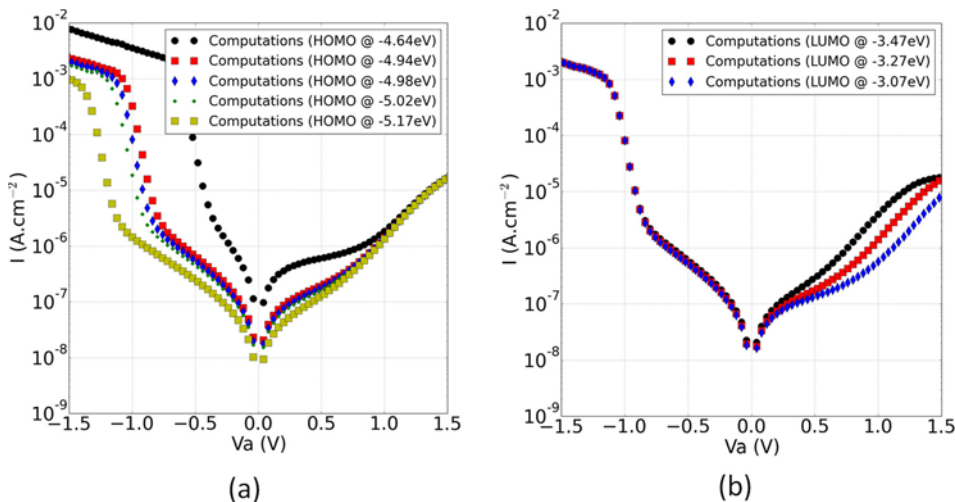 10⁻²
10⁻³
10⁻⁴
10⁻⁵
10⁻⁶
10⁻⁷
10⁻⁸
10⁻⁹
I (A.cm⁻²)
Computations (HOMO @ -4.64eV)
Computations (HOMO @ -4.94eV)
Computations (HOMO @ -4.98eV)
Computations (HOMO @ -5.02eV)
Computations (HOMO @ -5.17eV)
−1.5 −1.0 −0.5 0.0 0.5 1.0 1.5
Va (V)
(a)
10⁻²
10⁻³
10⁻⁴
10⁻⁵
10⁻⁶
10⁻⁷
10⁻⁸
10⁻⁹
I (A.cm⁻²)
Computations (LUMO @ -3.47eV)
Computations (LUMO @ -3.27eV)
Computations (LUMO @ -3.07eV)
−1.5 −1.0 −0.5 0.0 0.5 1.0 1.5
Va (V)
(b)